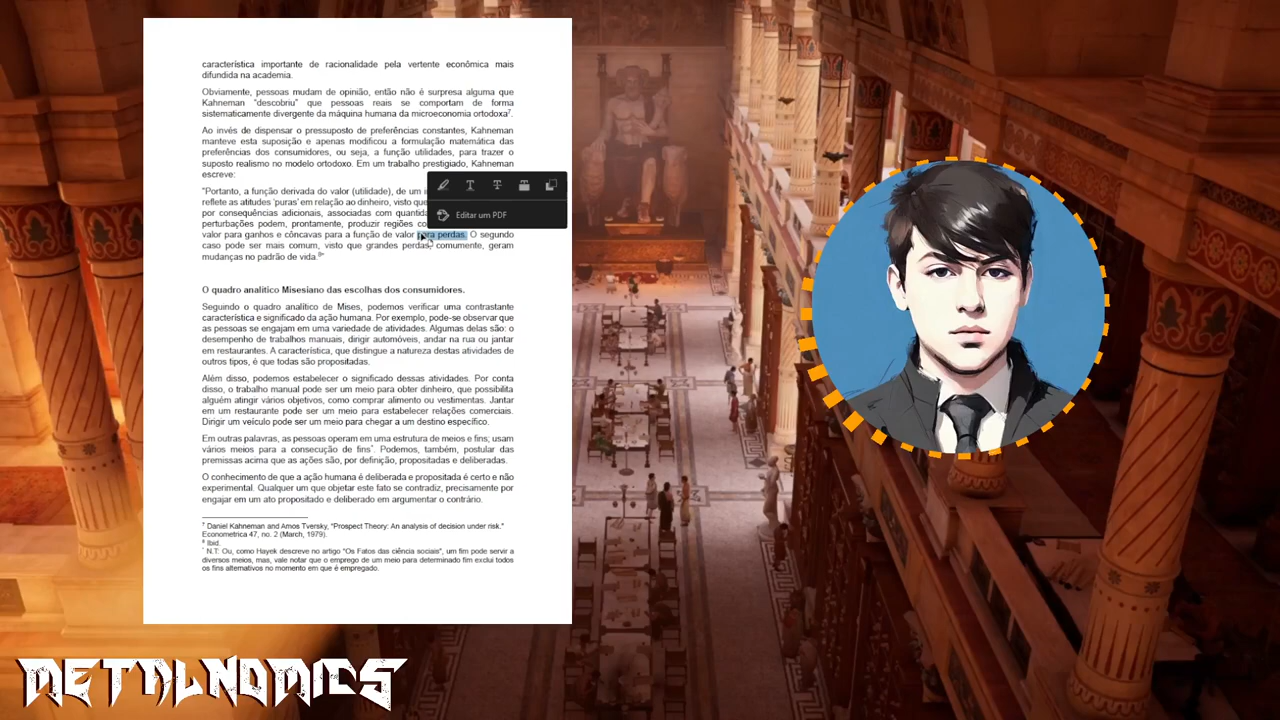 característica importante de racionalidade pela vertente econômica mais
difundida na academia.
Obviamente, pessoas mudam de opinião, então não é surpresa alguma que
Kahneman "descobriu" que pessoas reais se comportam de forma
sistematicamente divergente da máquina humana da microeconomia ortodoxa⁷.
Ao invés de dispensar o pressuposto de preferências constantes, Kahneman
manteve esta suposição e apenas modificou a formulação matemática das
preferências dos consumidores, ou seja, a função utilidades, para trazer o
suposto realismo no modelo ortodoxo. Em um trabalho prestigiado, Kahneman
escreve:
"Portanto, a função derivada do valor (utilidade), de um
reflete as atitudes 'puras' em relação ao dinheiro, visto que
por consequências adicionais, associadas com
perturbações podem, prontamente, produzir regiões
valor para ganhos e côncavas para a função de valor para perdas. O segundo
caso pode ser mais comum, visto que grandes perdas, comumente, geram
mudanças no padrão de vida.⁸"
Editar um PDF
O quadro analítico Misesiano das escolhas dos consumidores.
Segundo o quadro analítico de Mises, podemos verificar uma contrastante
característica e significado da ação humana. Por exemplo, pode-se observar que
as pessoas se engajam em uma variedade de atividades. Algumas delas são: o
desempenho de trabalhos manuais, dirigir automóveis, andar na rua ou jantar
em restaurantes. A característica, que distingue a natureza destas atividades de
outros tipos, é que todas são propositadas.
Além disso, podemos estabelecer o significado dessas atividades. Por conta
disso, o trabalho manual pode ser um meio para obter dinheiro, que possibilita
alguém atingir vários objetivos, como comprar alimento ou vestimentas. Jantar
em um restaurante pode ser um meio para estabelecer relações comerciais.
Dirigir um veículo pode ser um meio para chegar a um destino específico.
Em outras palavras, as pessoas operam em uma estrutura de meios e fins; usam
vários meios para a consecução de fins*. Podemos, também, postular das
premissas acima que as ações são, por definição, propositadas e deliberadas.
O conhecimento de que a ação humana é deliberada e propositada é certo e não
experimental. Qualquer um que objetar este fato se contradiz, precisamente por
engajar em um ato propositado e deliberado em argumentar o contrário.
⁷ Daniel Kahneman and Amos Tversky, "Prospect Theory: An analysis of decision under risk."
Econometrica 47, no. 2 (March, 1979).
⁸ Ibid.
* N.T: Ou, como Hayek descreve no artigo "Os Fatos das ciência sociais", um fim pode servir a
diversos meios, mas, vale notar que o emprego de um meio para determinado fim exclui todos
os fins alternativos no momento em que é empregado.
METALNOMICS